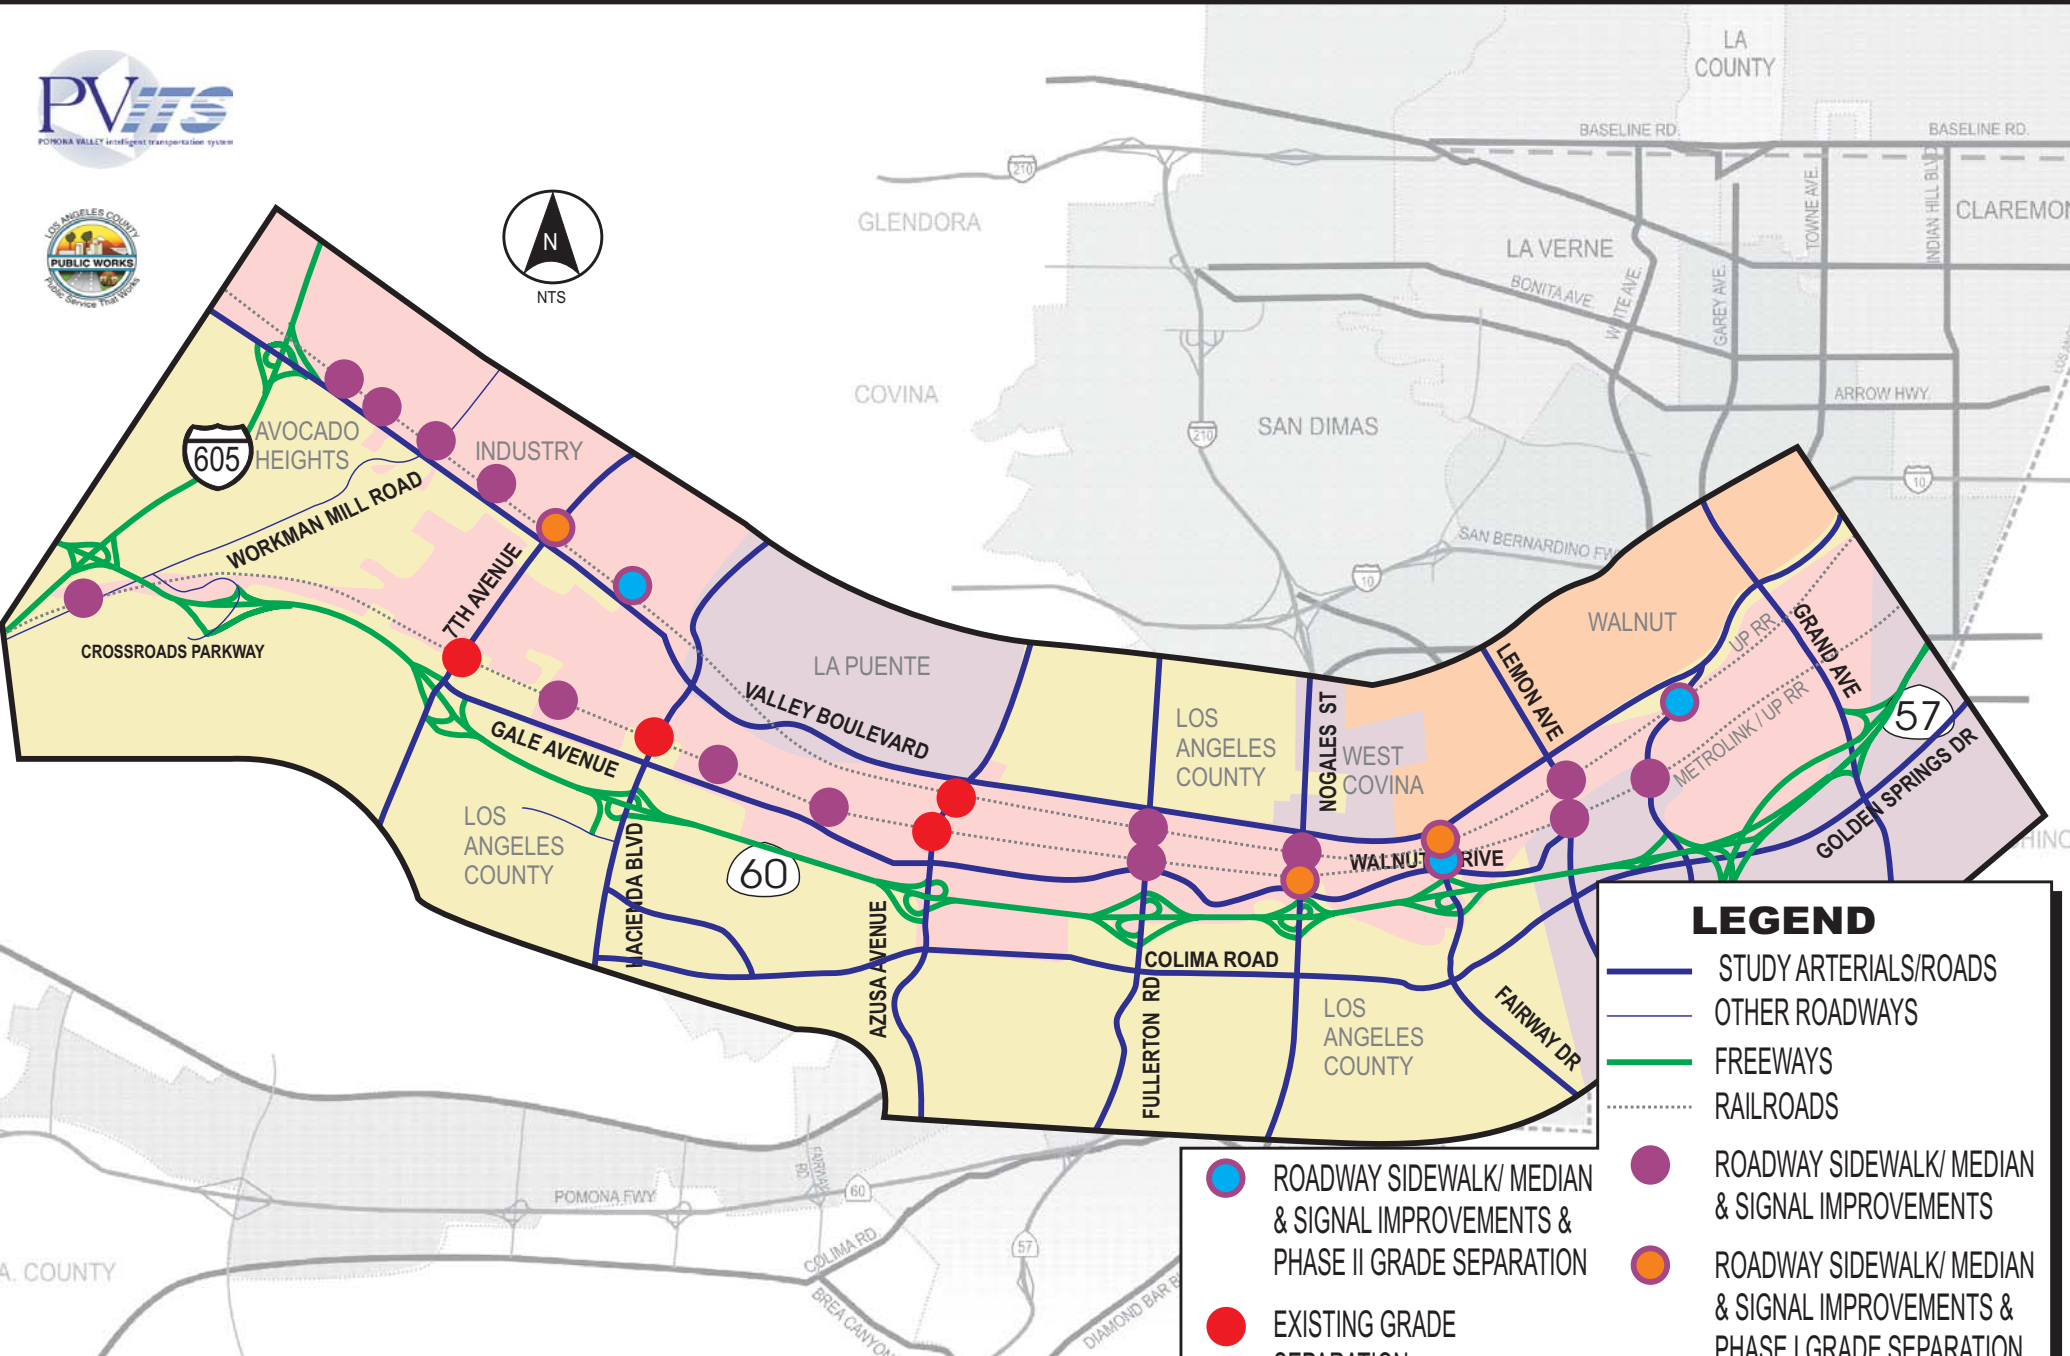 PVITS
POMONA VALLEY intelligent transportation system
LOS ANGELES COUNTY
PUBLIC WORKS
Public Service That Works
N
NTS
LA
COUNTY
BASELINE RD.
BASELINE RD.
210
GLENDORA
LA VERNE
BONITA AVE.
WHITE AVE.
GAREY AVE.
TOWNE AVE.
INDIAN HILL BLVD
CLAREMON
COVINA
SAN DIMAS
210
ARROW HWY.
10
SAN BERNARDINO FW
10
605
AVOCADO
HEIGHTS
INDUSTRY
WORKMAN MILL ROAD
7TH AVENUE
CROSSROADS PARKWAY
LA PUENTE
VALLEY BOULEVARD
GALE AVENUE
LOS
ANGELES
COUNTY
HACIENDA BLVD
60
AZUSA AVENUE
LOS
ANGELES
COUNTY
NOGALES ST
WEST
COVINA
WALNUT
LEMON AVE
UP RR
GRAND AVE
METROLINK / UP RR
57
GOLDEN SPRINGS DR
WALNUT DRIVE
COLIMA ROAD
FULLERTON RD
LOS
ANGELES
COUNTY
FAIRWAY DR
CHINO
LEGEND
STUDY ARTERIALS/ROADS
OTHER ROADWAYS
FREEWAYS
RAILROADS
ROADWAY SIDEWALK/ MEDIAN
& SIGNAL IMPROVEMENTS
ROADWAY SIDEWALK/ MEDIAN
& SIGNAL IMPROVEMENTS &
PHASE I GRADE SEPARATION
ROADWAY SIDEWALK/ MEDIAN
& SIGNAL IMPROVEMENTS &
PHASE II GRADE SEPARATION
EXISTING GRADE
SEPARATION
POMONA FWY
FAIRWAY
RD
60
COLIMA RD.
57
BREA CANYON
DIAMOND BAR B
A. COUNTY